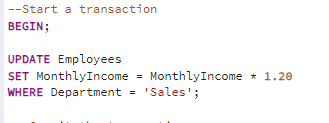 --Start a transaction
BEGIN;
UPDATE Employees
SET MonthlyIncome = MonthlyIncome * 1.20
WHERE Department = 'Sales';